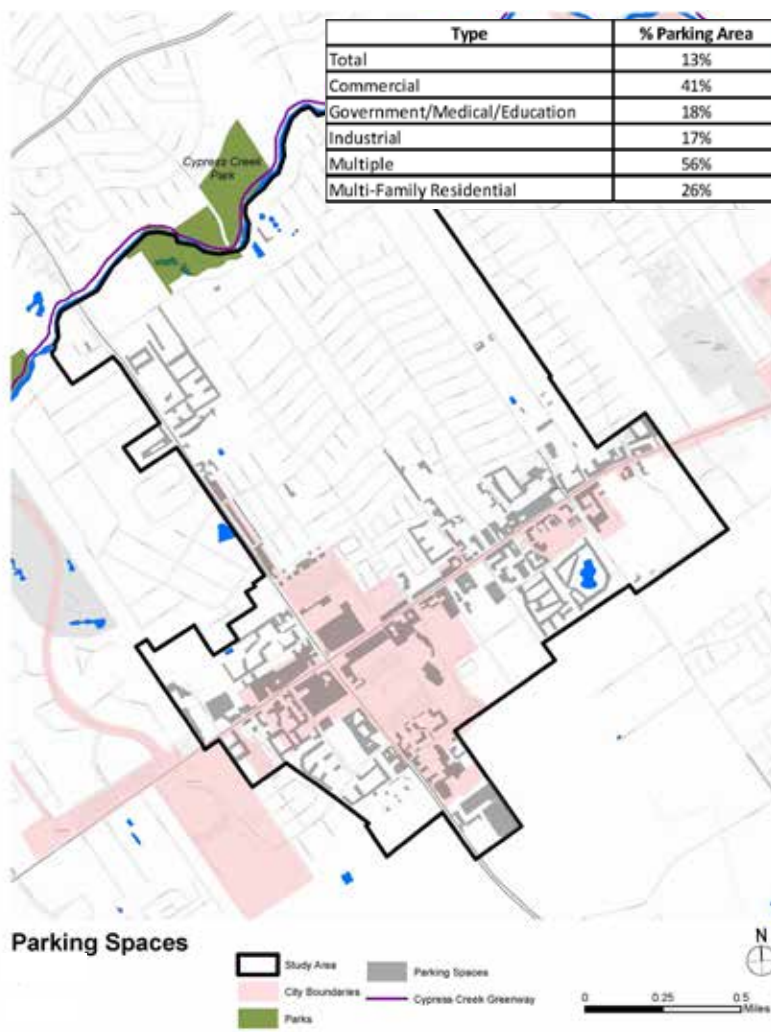 Type % Parking Area
Total 13%
Commercial 41%
Government/Medical/Education 18%
Industrial 17%
Multiple 56%
Multi-Family Residential 26%
Cypress Creek
Park
Parking Spaces
Study Area
City Boundaries
Parks
Parking Spaces
Cypress Creek Greenway
N
0 0.25 0.5
Miles